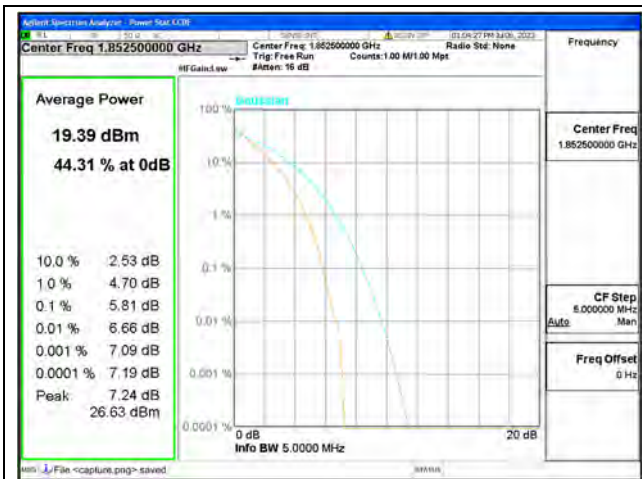 Agilent Spectrum Analyzer - Power Stat CCDF
Center Freq 1.852500000 GHz
Center Freq: 1.852500000 GHz
Radio Std: None
Trig: Free Run
Counts:1.00 M/1.00 Mpt
#IFGain:Low
#Atten: 16 dB
Frequency
Average Power
19.39 dBm
44.31 % at 0dB
10.0 % 2.53 dB
1.0 % 4.70 dB
0.1 % 5.81 dB
0.01 % 6.66 dB
0.001 % 7.09 dB
0.0001 % 7.19 dB
Peak 7.24 dB
26.63 dBm
Gaussian
100 %
10 %
1 %
0.1 %
0.01 %
0.001 %
0.0001 %
0 dB
20 dB
Info BW 5.0000 MHz
Center Freq
1.852500000 GHz
CF Step
5.000000 MHz
Auto Man
Freq Offset
0 Hz
MSG File <capture.png> saved
STATUS